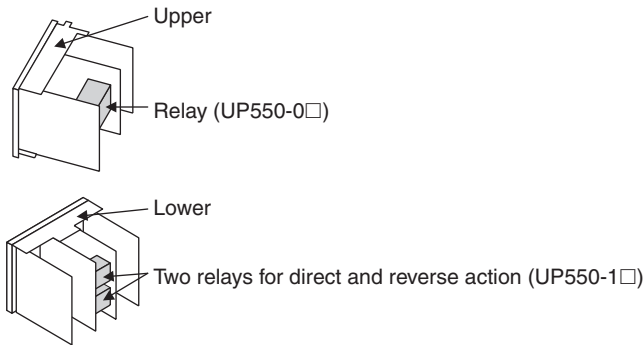 Upper
Relay (UP550-0□)
Lower
Two relays for direct and reverse action (UP550-1□)